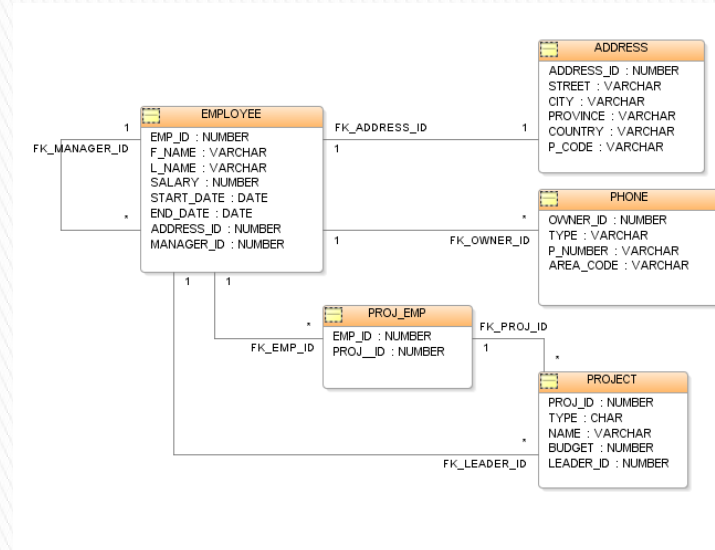 ADDRESS
ADDRESS_ID : NUMBER
STREET : VARCHAR
CITY : VARCHAR
PROVINCE : VARCHAR
COUNTRY : VARCHAR
P_CODE : VARCHAR
EMPLOYEE
EMP_ID : NUMBER
F_NAME : VARCHAR
L_NAME : VARCHAR
SALARY : NUMBER
START_DATE : DATE
END_DATE : DATE
ADDRESS_ID : NUMBER
MANAGER_ID : NUMBER
1
FK_MANAGER_ID
*
FK_ADDRESS_ID
1
1
PHONE
OWNER_ID : NUMBER
TYPE : VARCHAR
P_NUMBER : VARCHAR
AREA_CODE : VARCHAR
*
1
FK_OWNER_ID
1
1
PROJ_EMP
EMP_ID : NUMBER
PROJ__ID : NUMBER
*
FK_EMP_ID
FK_PROJ_ID
1
*
PROJECT
PROJ_ID : NUMBER
TYPE : CHAR
NAME : VARCHAR
BUDGET : NUMBER
LEADER_ID : NUMBER
*
FK_LEADER_ID